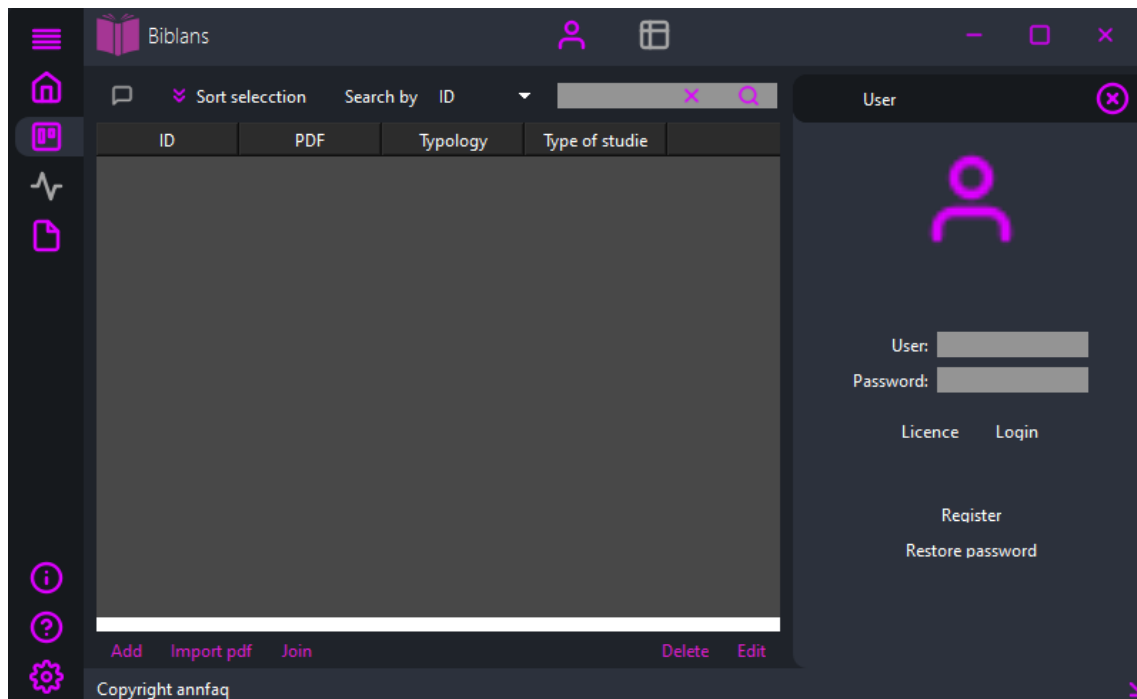 Biblans
Sort selecction Search by ID
User
ID PDF Typology Type of studie
User:
Password:
Licence Login
Register
Restore password
Add Import pdf Join Delete Edit
Copyright annfaq